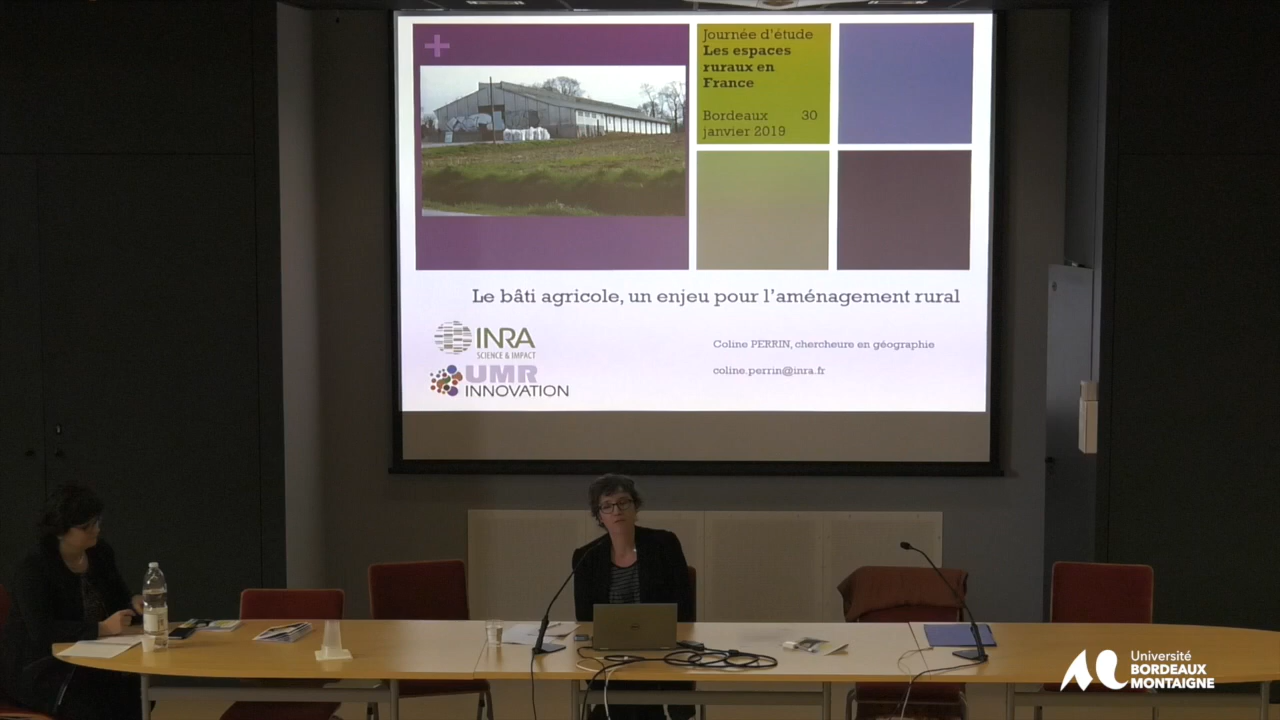 Journée d'étude
Les espaces
ruraux en
France
Bordeaux 30
janvier 2019
Le bâti agricole, un enjeu pour l'aménagement rural
INRA
SCIENCE & IMPACT
UMR
INNOVATION
Coline PERRIN, chercheure en géographie
coline.perrin@inra.fr
Université
BORDEAUX
MONTAIGNE